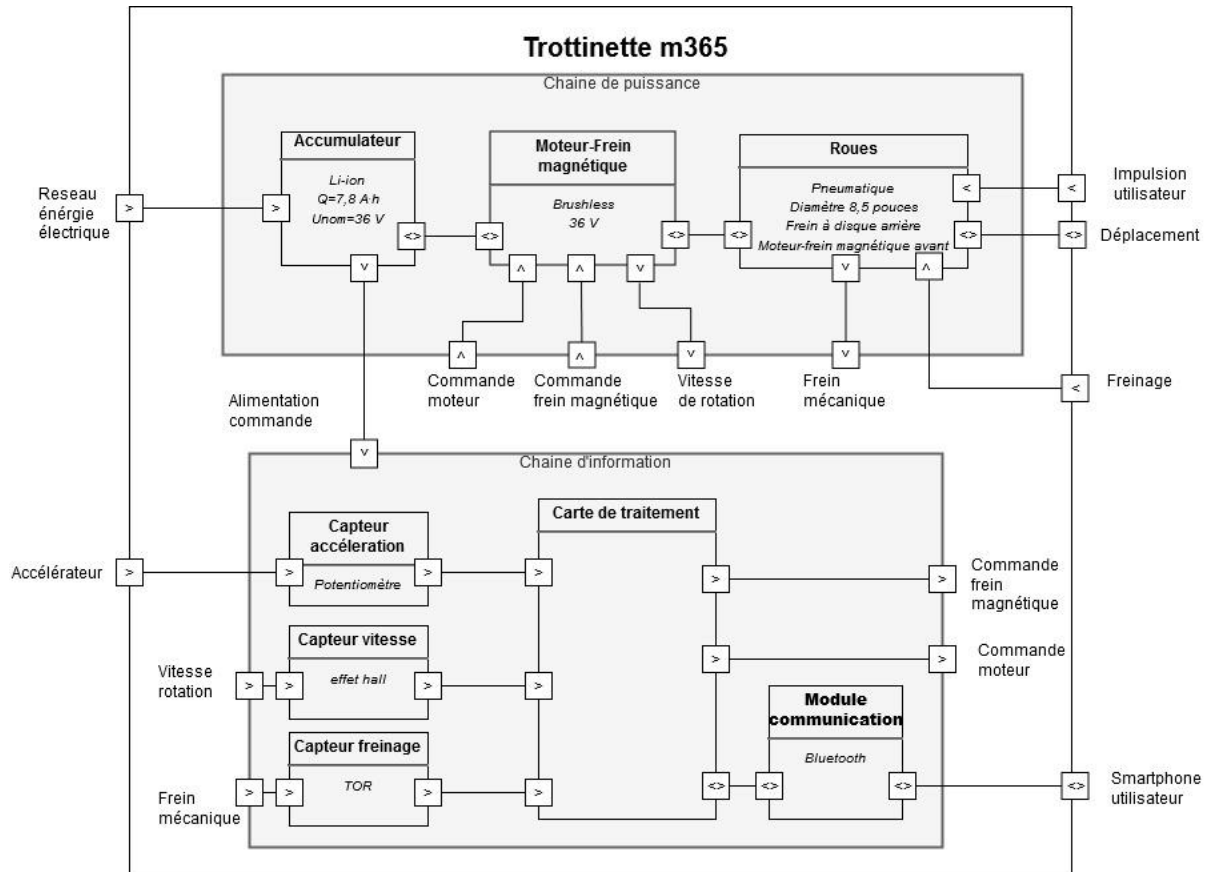 Trottinette m365
Chaine de puissance
Accumulateur
Li-ion
Q=7,8 A·h
Unom=36 V
Moteur-Frein
magnétique
Brushless
36 V
Roues
Pneumatique
Diamètre 8,5 pouces
Frein à disque arrière
Moteur-frein magnétique avant
Reseau
énérgie
électrique
Impulsion
utilisateur
Déplacement
Freinage
Commande
moteur
Commande
frein magnétique
Vitesse
de rotation
Frein
mécanique
Alimentation
commande
Chaine d'information
Capteur
accéleration
Potentiomètre
Carte de traitement
Accélérateur
Commande
frein
magnétique
Capteur vitesse
effet hall
Vitesse
rotation
Commande
moteur
Module
communication
Bluetooth
Capteur freinage
TOR
Frein
mécanique
Smartphone
utilisateur